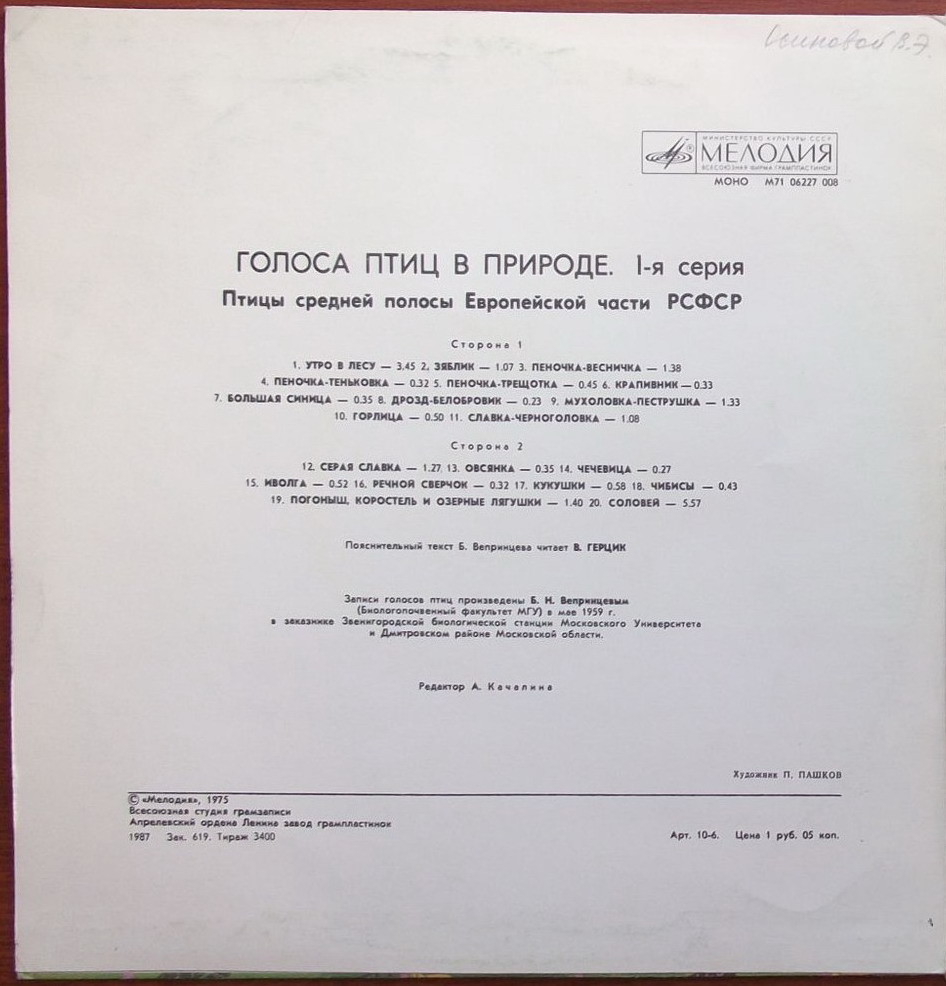 В.Э.
МИНИСТЕРСТВО КУЛЬТУРЫ СССР
МЕЛОДИЯ
ВСЕСОЮЗНАЯ ФИРМА ГРАМПЛАСТИНОК
МОНО М71 06227 008
ГОЛОСА ПТИЦ В ПРИРОДЕ. 1-я серия
Птицы средней полосы Европейской части РСФСР
Сторона 1
1. УТРО В ЛЕСУ — 3.45 2. ЗЯБЛИК — 1.07 3. ПЕНОЧКА-ВЕСНИЧКА — 1.38
4. ПЕНОЧКА-ТЕНЬКОВКА — 0.32 5. ПЕНОЧКА-ТРЕЩОТКА — 0.45 6. КРАПИВНИК — 0.33
7. БОЛЬШАЯ СИНИЦА — 0.35 8. ДРОЗД-БЕЛОБРОВИК — 0.23 9. МУХОЛОВКА-ПЕСТРУШКА — 1.33
10. ГОРЛИЦА — 0.50 11. СЛАВКА-ЧЕРНОГОЛОВКА — 1.08
Сторона 2
12. СЕРАЯ СЛАВКА — 1.27. 13. ОВСЯНКА — 0.35 14. ЧЕЧЕВИЦА — 0.27
15. ИВОЛГА — 0.52 16. РЕЧНОЙ СВЕРЧОК — 0.32 17. КУКУШКИ — 0.58 18. ЧИБИСЫ — 0.43
19. ПОГОНЫШ, КОРОСТЕЛЬ И ОЗЕРНЫЕ ЛЯГУШКИ — 1.40 20. СОЛОВЕЙ — 5.57
Пояснительный текст Б. Вепринцева читает В. ГЕРЦИК
Записи голосов птиц произведены Б. Н. Вепринцевым
(Биологопочвенный факультет МГУ) в мае 1959 г.
в заказнике Звенигородской биологической станции Московского Университета
и Дмитровском районе Московской области.
Редактор А. Качалина
Художник П. ПАШКОВ
© «Мелодия», 1975
Всесоюзная студия грамзаписи
Апрелевский ордена Ленина завод грампластинок
1987 Зак. 619. Тираж 3400
Арт. 10-6. Цена 1 руб. 05 коп.